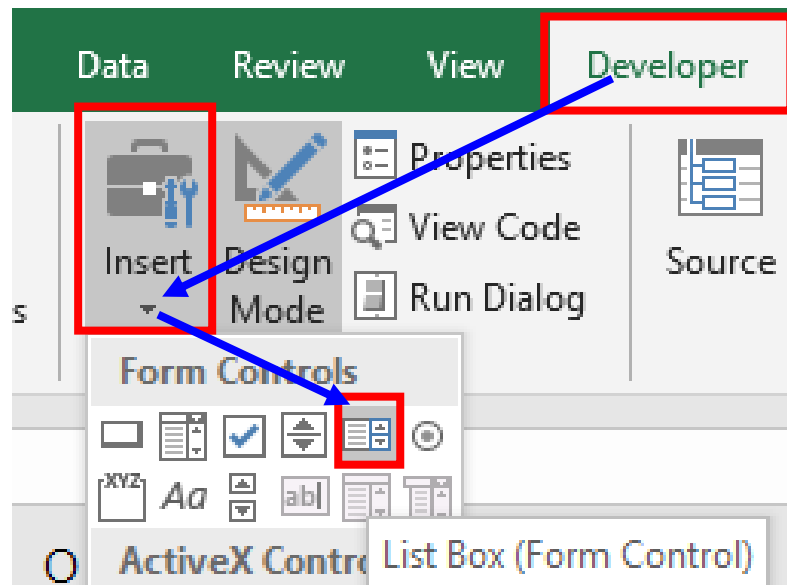 Data Review View Developer
Properties
View Code
Run Dialog
Insert
Design
Mode
Source
s
Form Controls
XYZ Aa ab
O
ActiveX Contro
List Box (Form Control)